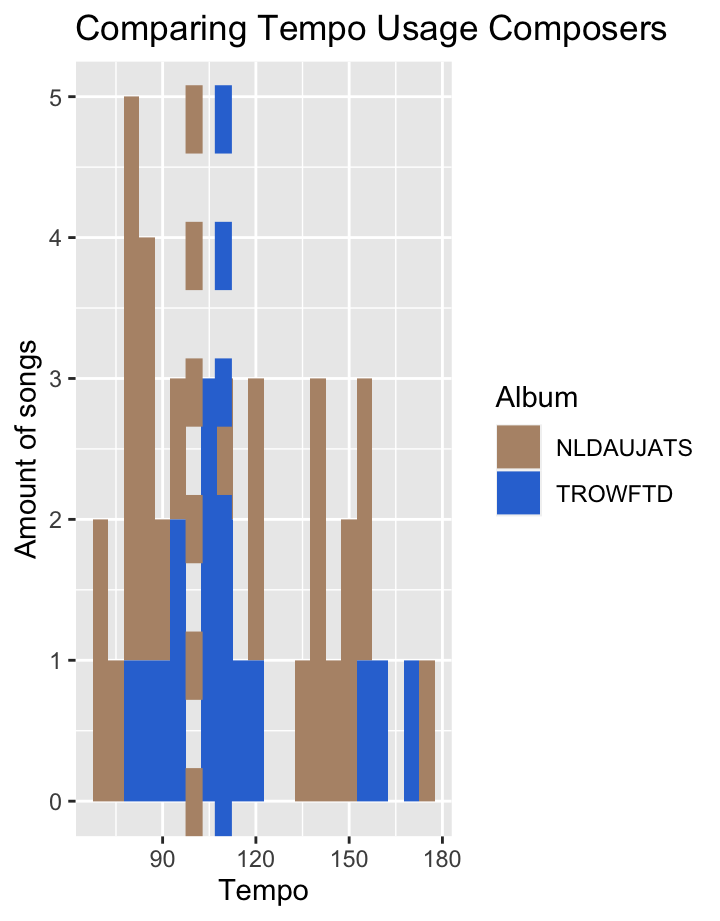 Comparing Tempo Usage Composers
Amount of songs
5
4
3
2
1
0
90 120 150 180
Tempo
Album
NLDAUJATS
TROWFTD